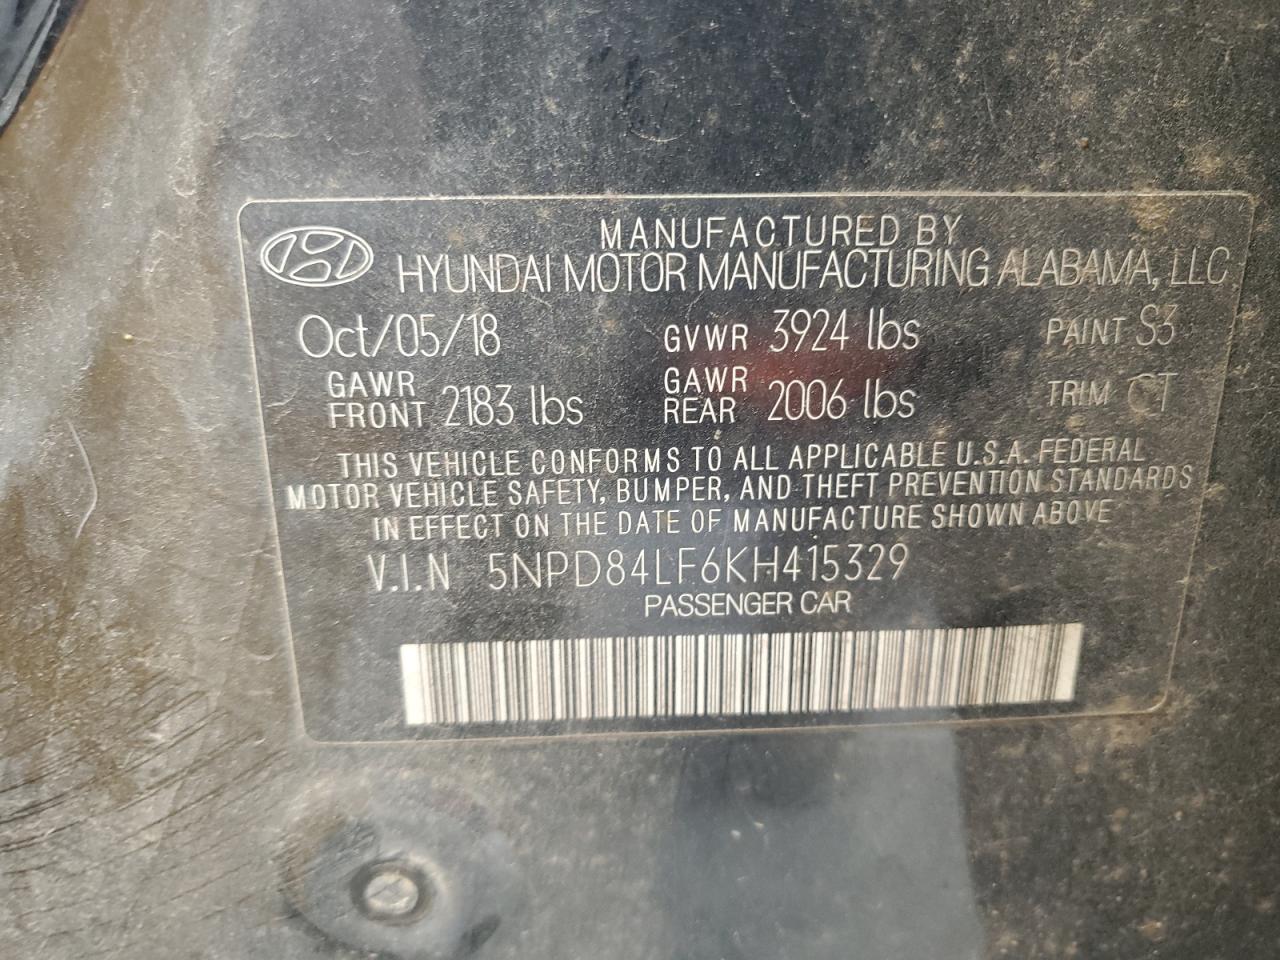 MANUFACTURED BY
HYUNDAI MOTOR MANUFACTURING ALABAMA, LLC
Oct/05/18 GVWR 3924 lbs PAINT S3
GAWR FRONT 2183 lbs GAWR REAR 2006 lbs TRIM CT
THIS VEHICLE CONFORMS TO ALL APPLICABLE U.S.A. FEDERAL
MOTOR VEHICLE SAFETY, BUMPER, AND THEFT PREVENTION STANDARDS
IN EFFECT ON THE DATE OF MANUFACTURE SHOWN ABOVE
V.I.N 5NPD84LF6KH415329
PASSENGER CAR